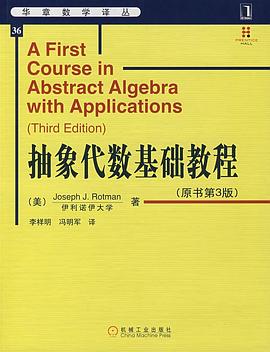 华章数学译丛
36
PRENTICE
HALL
A First
Course in
Abstract Algebra
with Applications
(Third Edition)
抽象代数基础教程
(原书第3版)
(美) Joseph J. Rotman 著
伊利诺伊大学
李样明 冯明军 译
机械工业出版社
China Machine Press